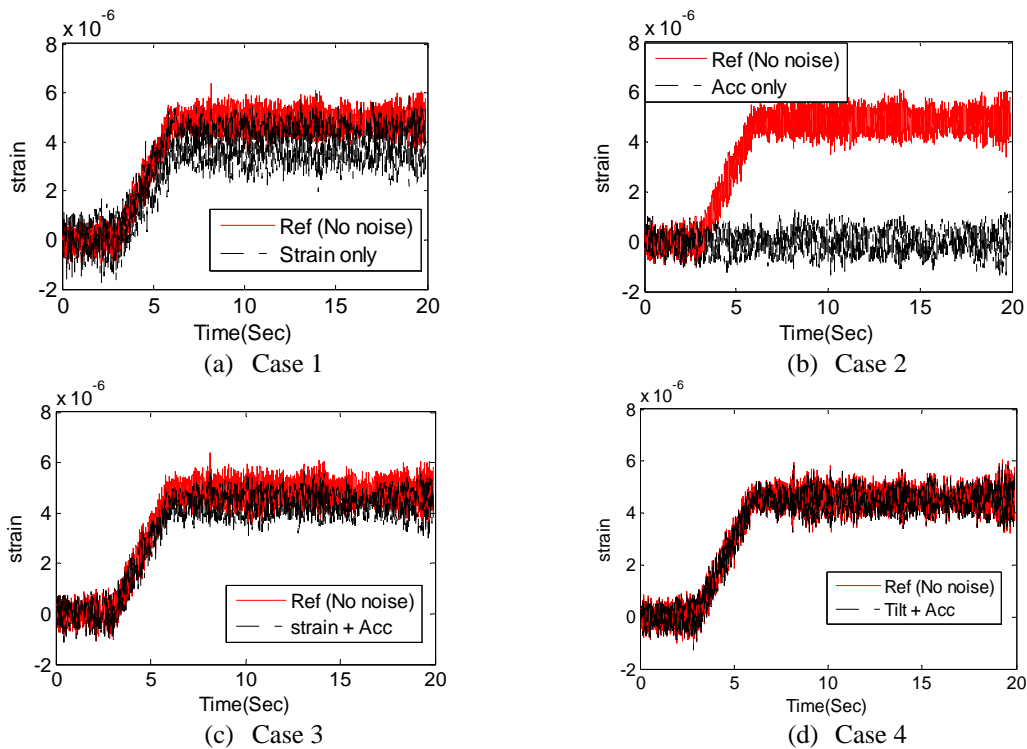 x 10^-6
8
6
4
2
0
-2
strain
Ref (No noise)
Strain only
0 5 10 15 20
Time(Sec)
(a) Case 1
x 10^-6
8
6
4
2
0
-2
strain
Ref (No noise)
Acc only
0 5 10 15 20
Time(Sec)
(b) Case 2
x 10^-6
8
6
4
2
0
-2
strain
Ref (No noise)
strain + Acc
0 5 10 15 20
Time(Sec)
(c) Case 3
x 10^-6
8
6
4
2
0
-2
strain
Ref (No noise)
Tilt + Acc
0 5 10 15 20
Time(Sec)
(d) Case 4